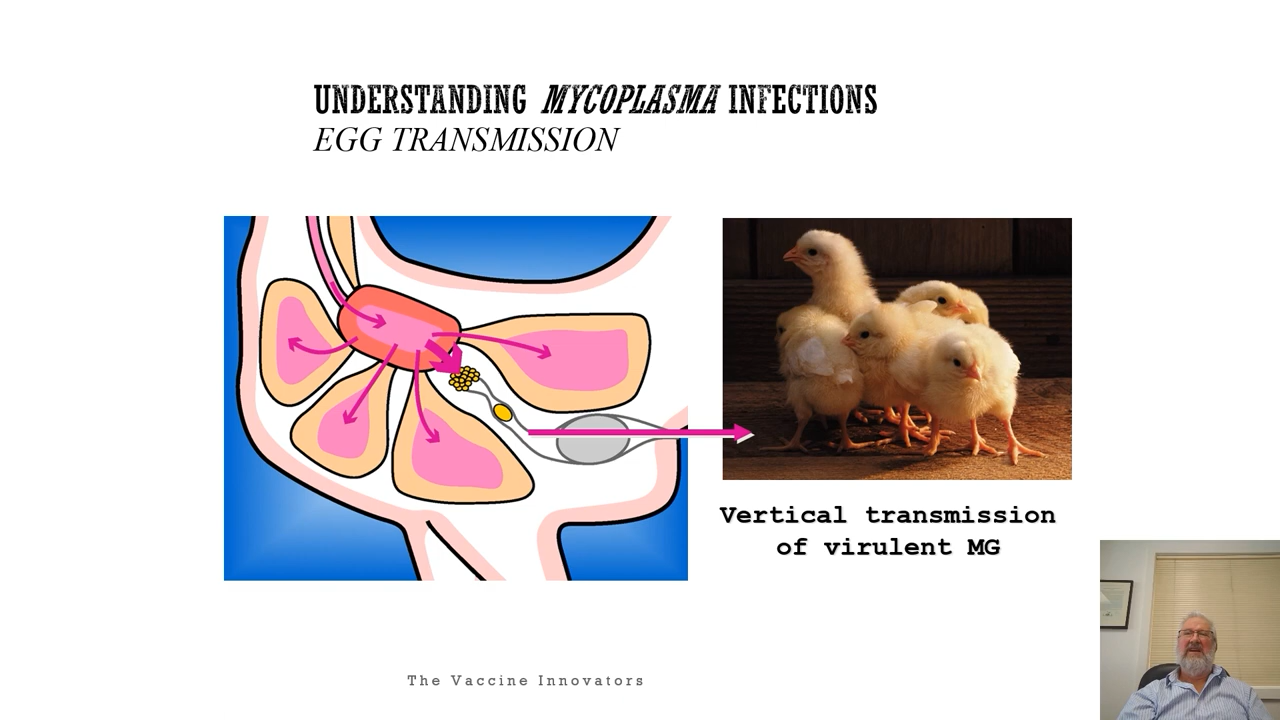 UNDERSTANDING MYCOPLASMA INFECTIONS
EGG TRANSMISSION
Vertical transmission
of virulent MG
The Vaccine Innovators